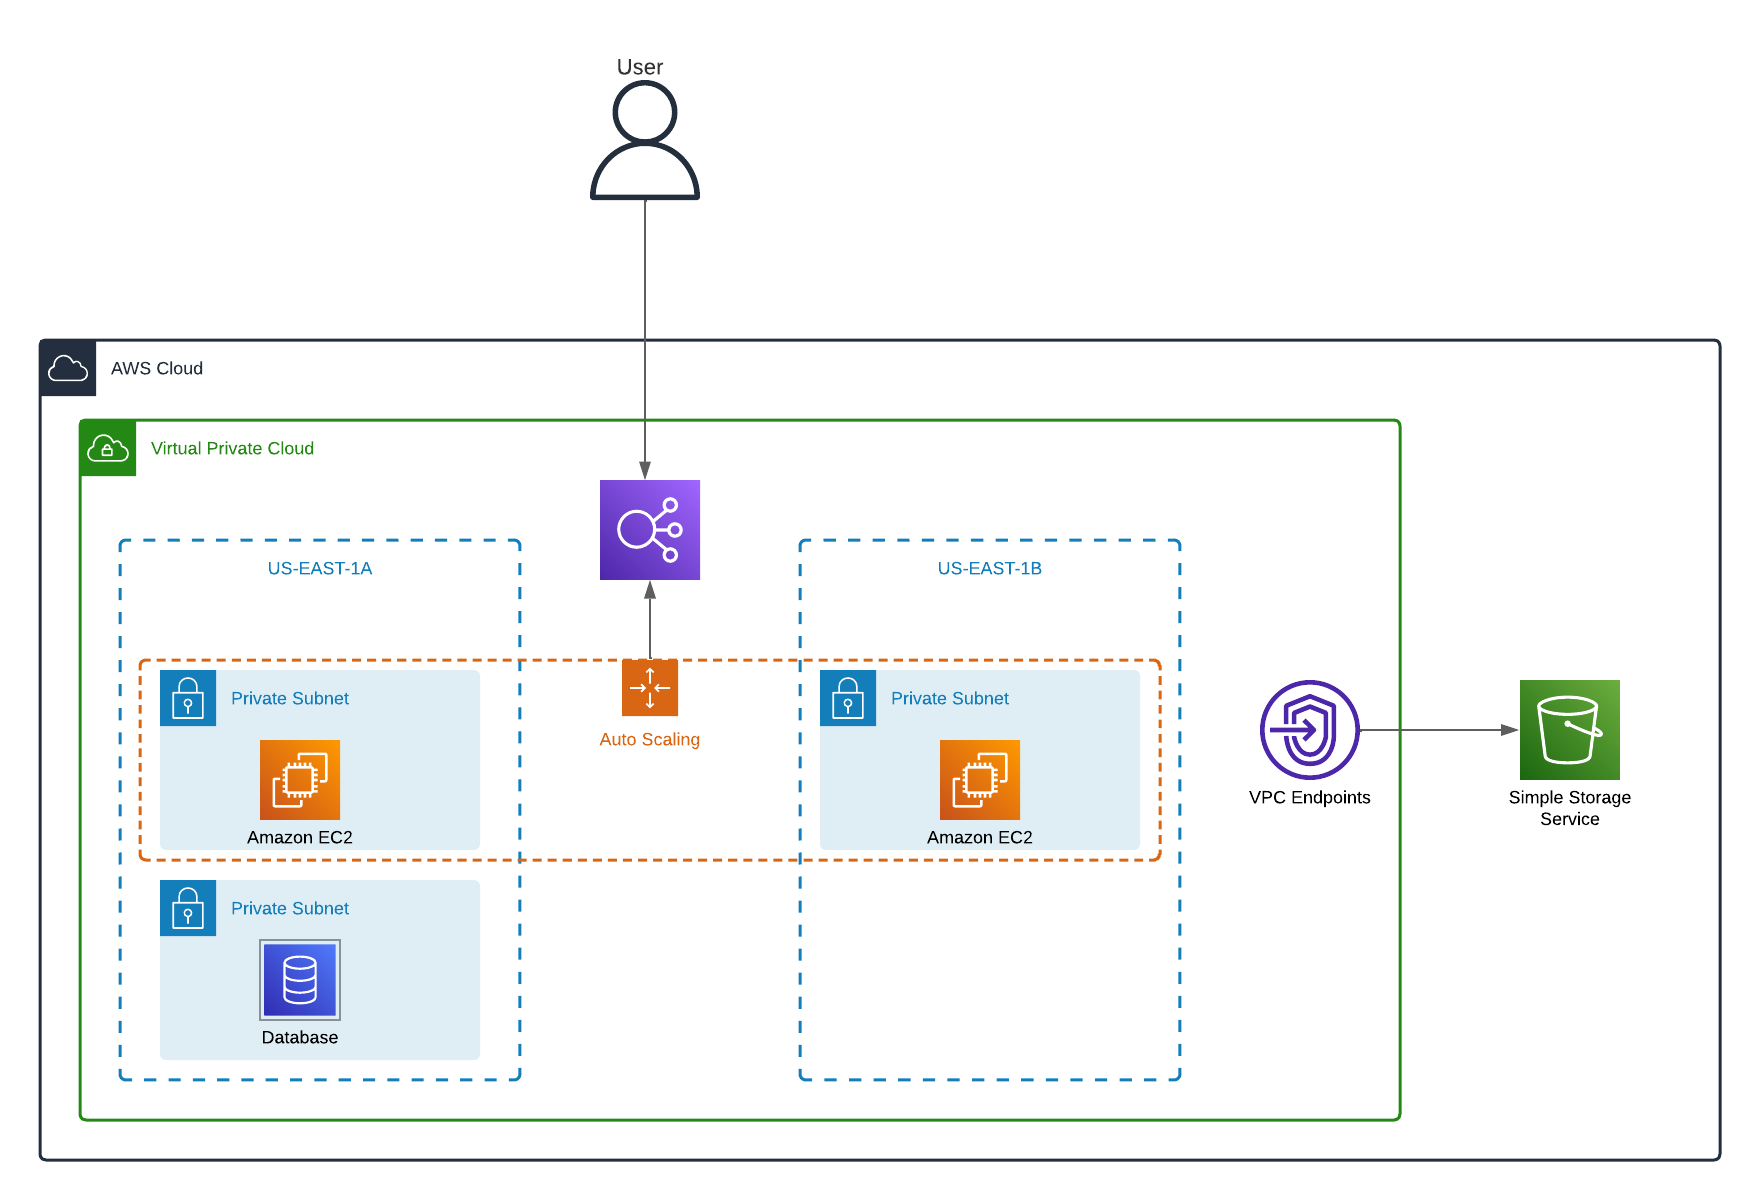 User
AWS Cloud
Virtual Private Cloud
US-EAST-1A
US-EAST-1B
Private Subnet
Private Subnet
Auto Scaling
Amazon EC2
Amazon EC2
VPC Endpoints
Simple Storage
Service
Private Subnet
Database